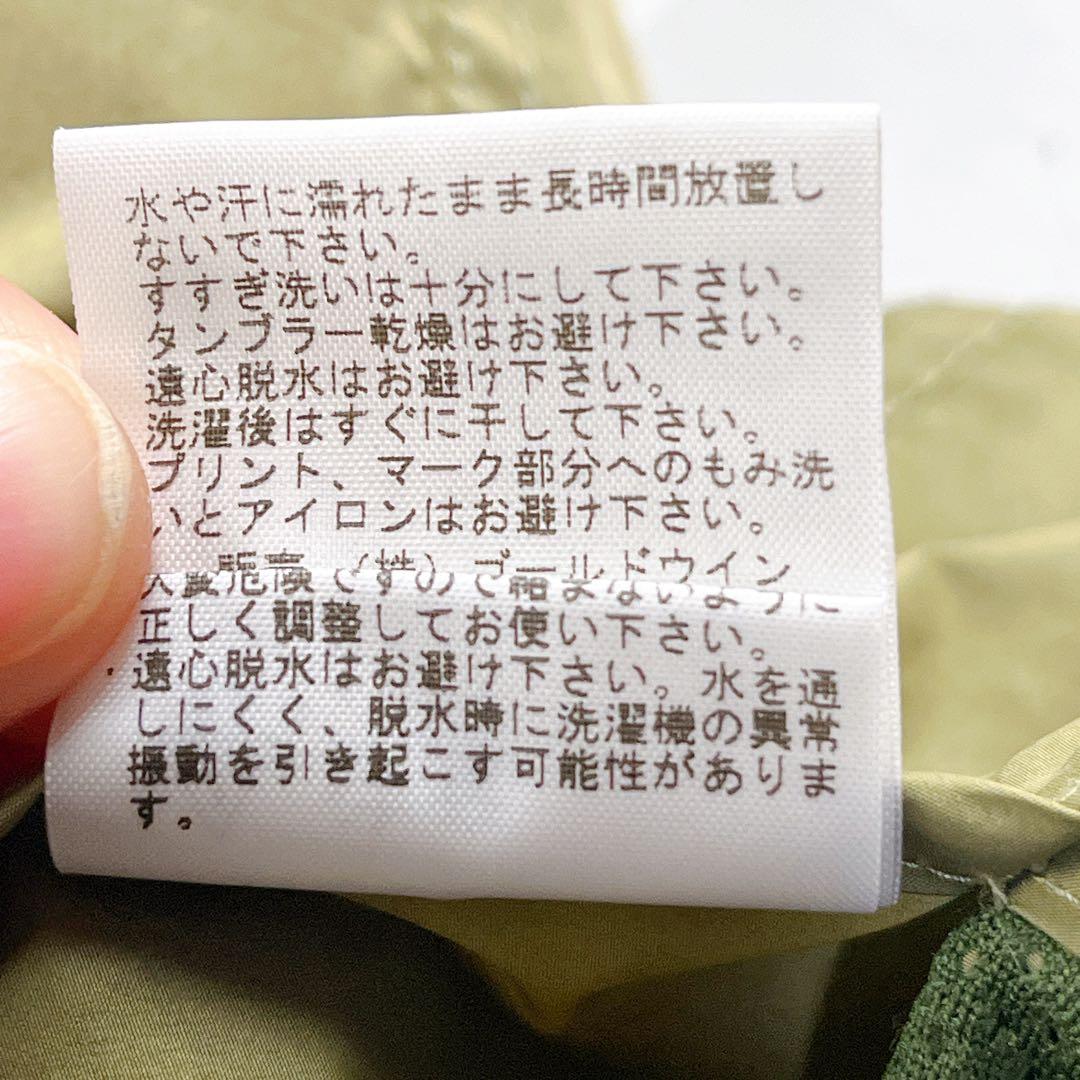 水や汗に濡れたまま長時間放置し
ないで下さい。
すすぎ洗いは十分にして下さい。
タンブラー乾燥はお避け下さい。
遠心脱水はお避け下さい。
洗濯後はすぐに干して下さい。
プリント、マーク部分へのもみ洗
いとアイロンはお避け下さい。
(株)ゴールドウイン
正しく調整してお使い下さい。
・遠心脱水はお避け下さい。水を通
しにくく、脱水時に洗濯機の異常
振動を引き起こす可能性がありま
す。